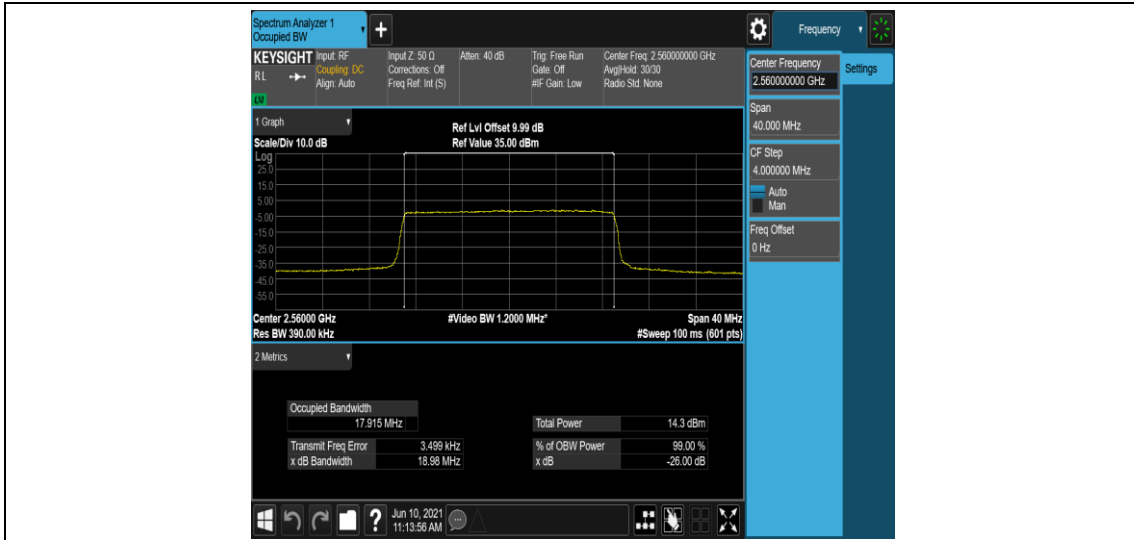 Spectrum Analyzer 1
Occupied BW
+
Frequency
KEYSIGHT
Input: RF
Input Z: 50 Ω
Atten: 40 dB
Trig: Free Run
Center Freq: 2.560000000 GHz
RL
Coupling: DC
Corrections: Off
Gate: Off
Avg|Hold: 30/30
Align: Auto
Freq Ref: Int (S)
#IF Gain: Low
Radio Std: None
Center Frequency
2.560000000 GHz
Settings
Span
40.000 MHz
CF Step
4.000000 MHz
Auto
Man
Freq Offset
0 Hz
1 Graph
Ref Lvl Offset 9.99 dB
Scale/Div 10.0 dB
Ref Value 35.00 dBm
Log
25.0
15.0
5.00
-5.00
-15.0
-25.0
-35.0
-45.0
-55.0
Center 2.56000 GHz
#Video BW 1.2000 MHz*
Span 40 MHz
Res BW 390.00 kHz
#Sweep 100 ms (601 pts)
2 Metrics
Occupied Bandwidth
17.915 MHz
Total Power
14.3 dBm
Transmit Freq Error
3.499 kHz
% of OBW Power
99.00 %
x dB Bandwidth
18.98 MHz
x dB
-26.00 dB
?
Jun 10, 2021
11:13:56 AM